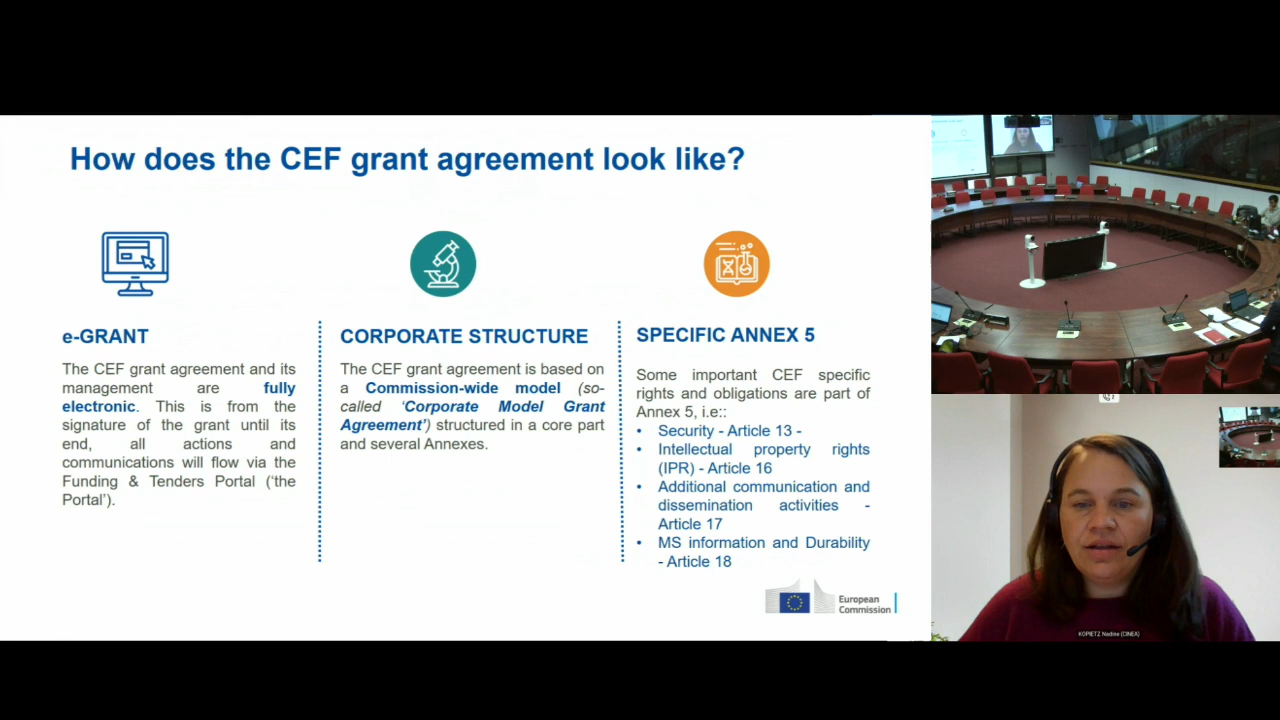 How does the CEF grant agreement look like?
e-GRANT
The CEF grant agreement and its
management are fully
electronic. This is from the
signature of the grant until its
end, all actions and
communications will flow via the
Funding & Tenders Portal (‘the
Portal’).
CORPORATE STRUCTURE
The CEF grant agreement is based on
a Commission-wide model (so-
called ‘Corporate Model Grant
Agreement’) structured in a core part
and several Annexes.
SPECIFIC ANNEX 5
Some important CEF specific
rights and obligations are part of
Annex 5, i.e::
• Security - Article 13 -
• Intellectual property rights
(IPR) - Article 16
• Additional communication and
dissemination activities -
Article 17
• MS information and Durability
- Article 18
European
Commission
KOPIETZ Nadine (CINEA)